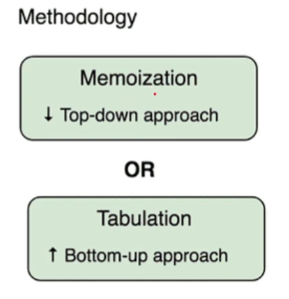 Methodology
Memoization
↓ Top-down approach
OR
Tabulation
↑ Bottom-up approach